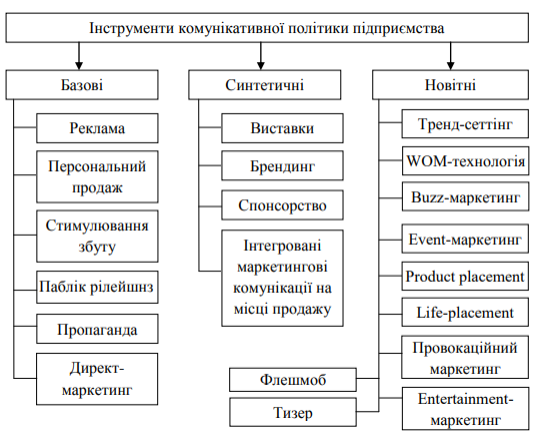 Інструменти комунікативної політики підприємства
Базові
Реклама
Персональний
продаж
Стимулювання
збуту
Паблік рілейшнз
Пропаганда
Директ-
маркетинг
Синтетичні
Виставки
Брендинг
Спонсорство
Інтегровані
маркетингові
комунікації на
місці продажу
Новітні
Тренд-сеттінг
WOM-технологія
Buzz-маркетинг
Event-маркетинг
Product placement
Life-placement
Провокаційний
маркетинг
Entertainment-
маркетинг
Флешмоб
Тизер